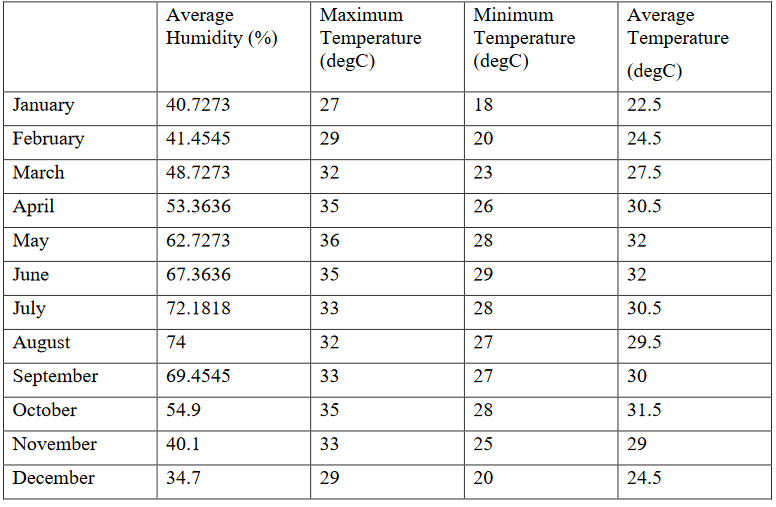 Average Humidity (%) Maximum Temperature (degC) Minimum Temperature (degC) Average Temperature (degC)
January 40.7273 27 18 22.5
February 41.4545 29 20 24.5
March 48.7273 32 23 27.5
April 53.3636 35 26 30.5
May 62.7273 36 28 32
June 67.3636 35 29 32
July 72.1818 33 28 30.5
August 74 32 27 29.5
September 69.4545 33 27 30
October 54.9 35 28 31.5
November 40.1 33 25 29
December 34.7 29 20 24.5